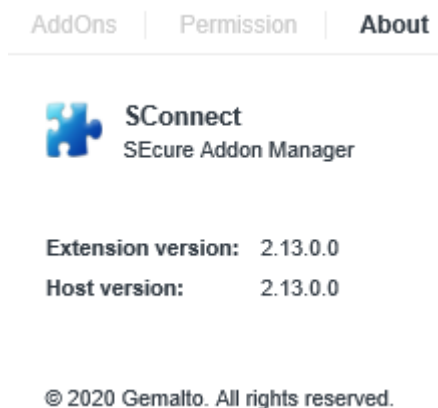 AddOns | Permission | About
SConnect
SEcure Addon Manager
Extension version: 2.13.0.0
Host version: 2.13.0.0
© 2020 Gemalto. All rights reserved.